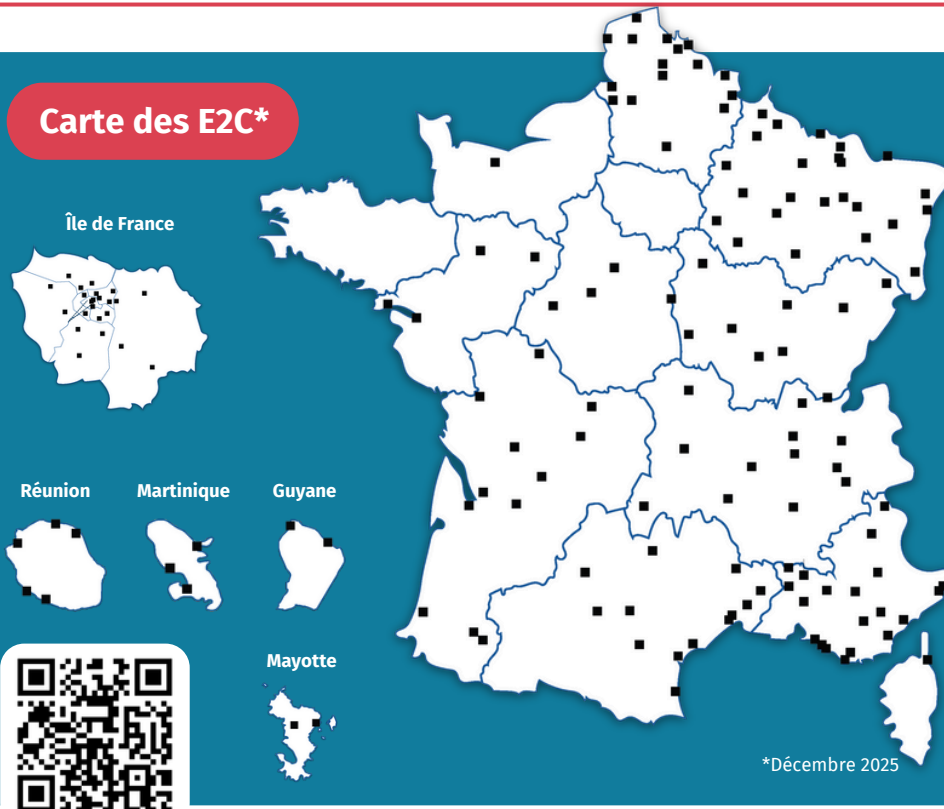 Carte des E2C*
Île de France
Réunion
Martinique
Guyane
Mayotte
*Décembre 2025